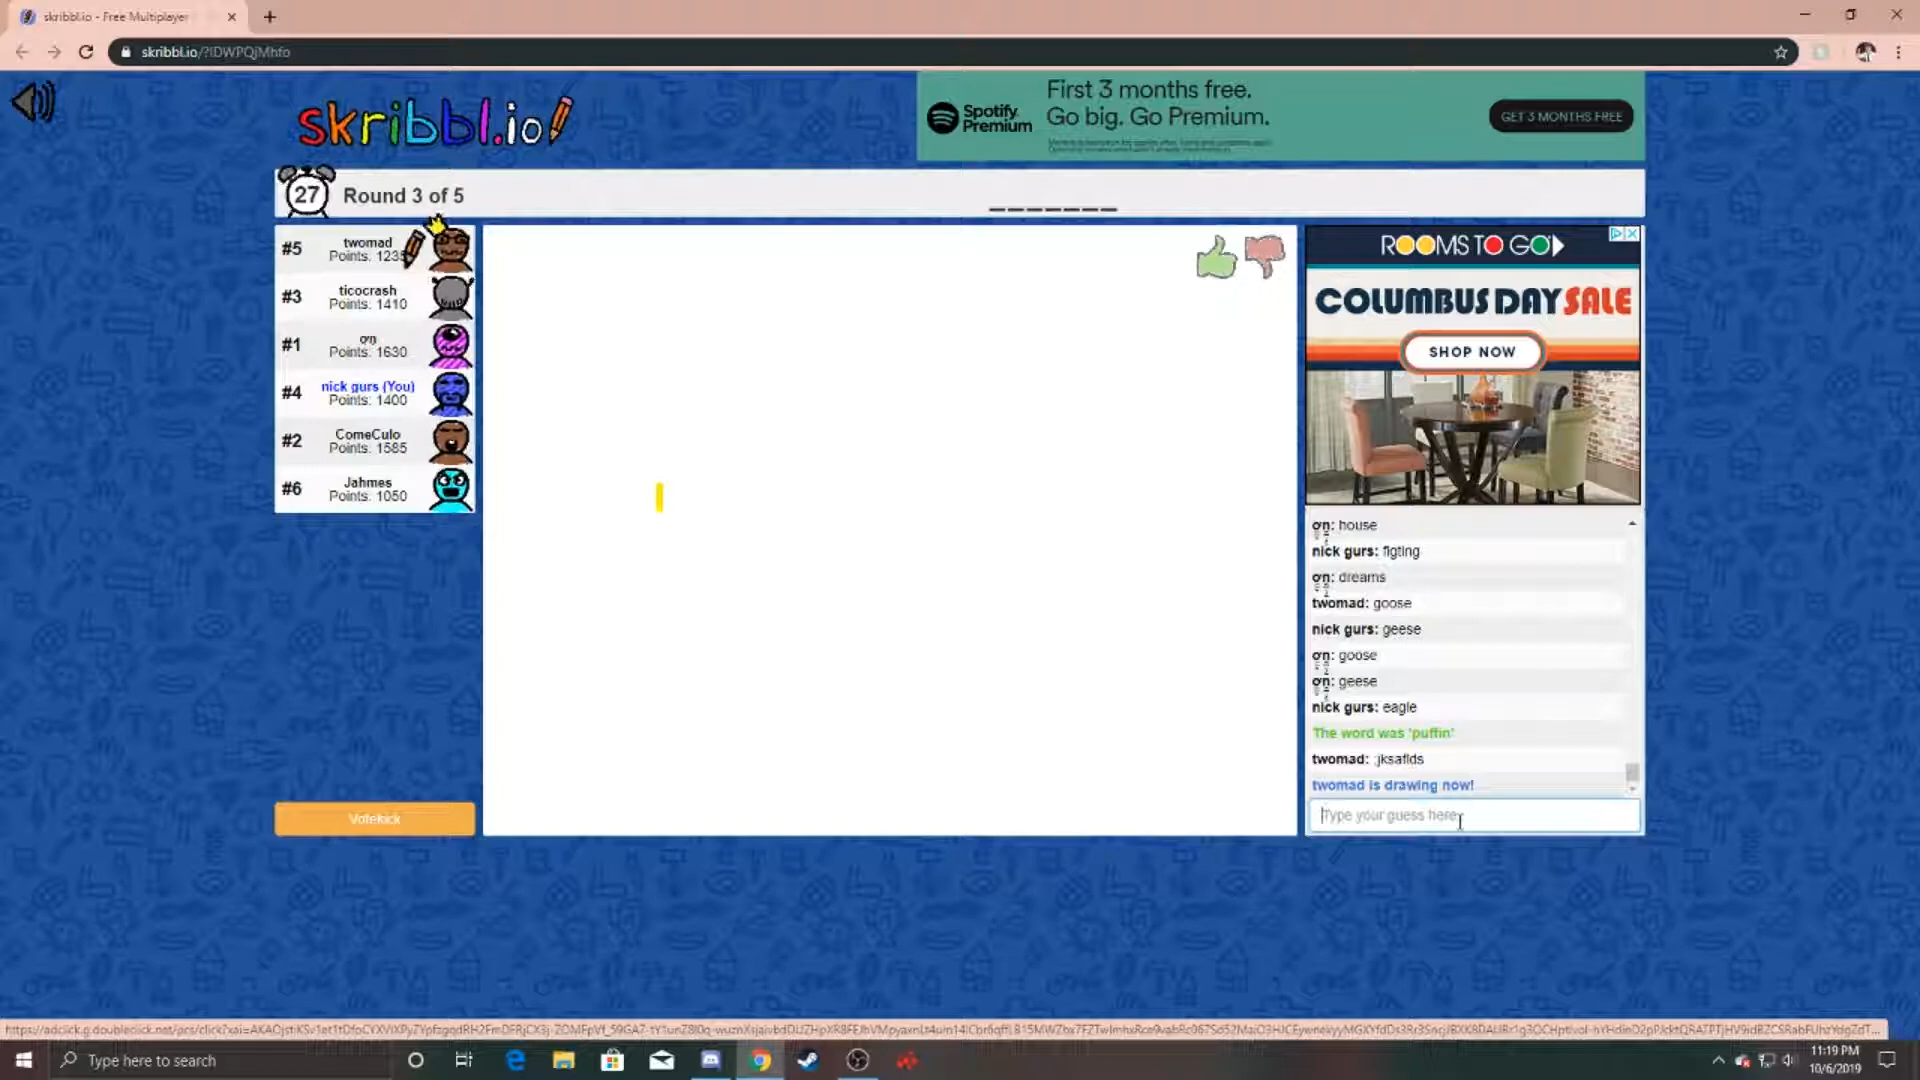 skribbl.io - Free Multiplayer
skribbl.io/?IDWPQjMhfo
skribbl.io
Spotify Premium
First 3 months free.
Go big. Go Premium.
GET 3 MONTHS FREE
27
Round 3 of 5
_______
#5 twomad
Points: 1235
#3 ticocrash
Points: 1410
#1
Points: 1630
#4 nick gurs (You)
Points: 1400
#2 ComeCulo
Points: 1585
#6 Jahmes
Points: 1050
Votekick
ROOMS TO GO
COLUMBUS DAY SALE
SHOP NOW
house
nick gurs: figting
dreams
twomad: goose
nick gurs: geese
goose
geese
nick gurs: eagle
The word was 'puffin'
twomad: ;jksaflds
twomad is drawing now!
Type your guess here
Type here to search
11:19 PM
10/6/2019